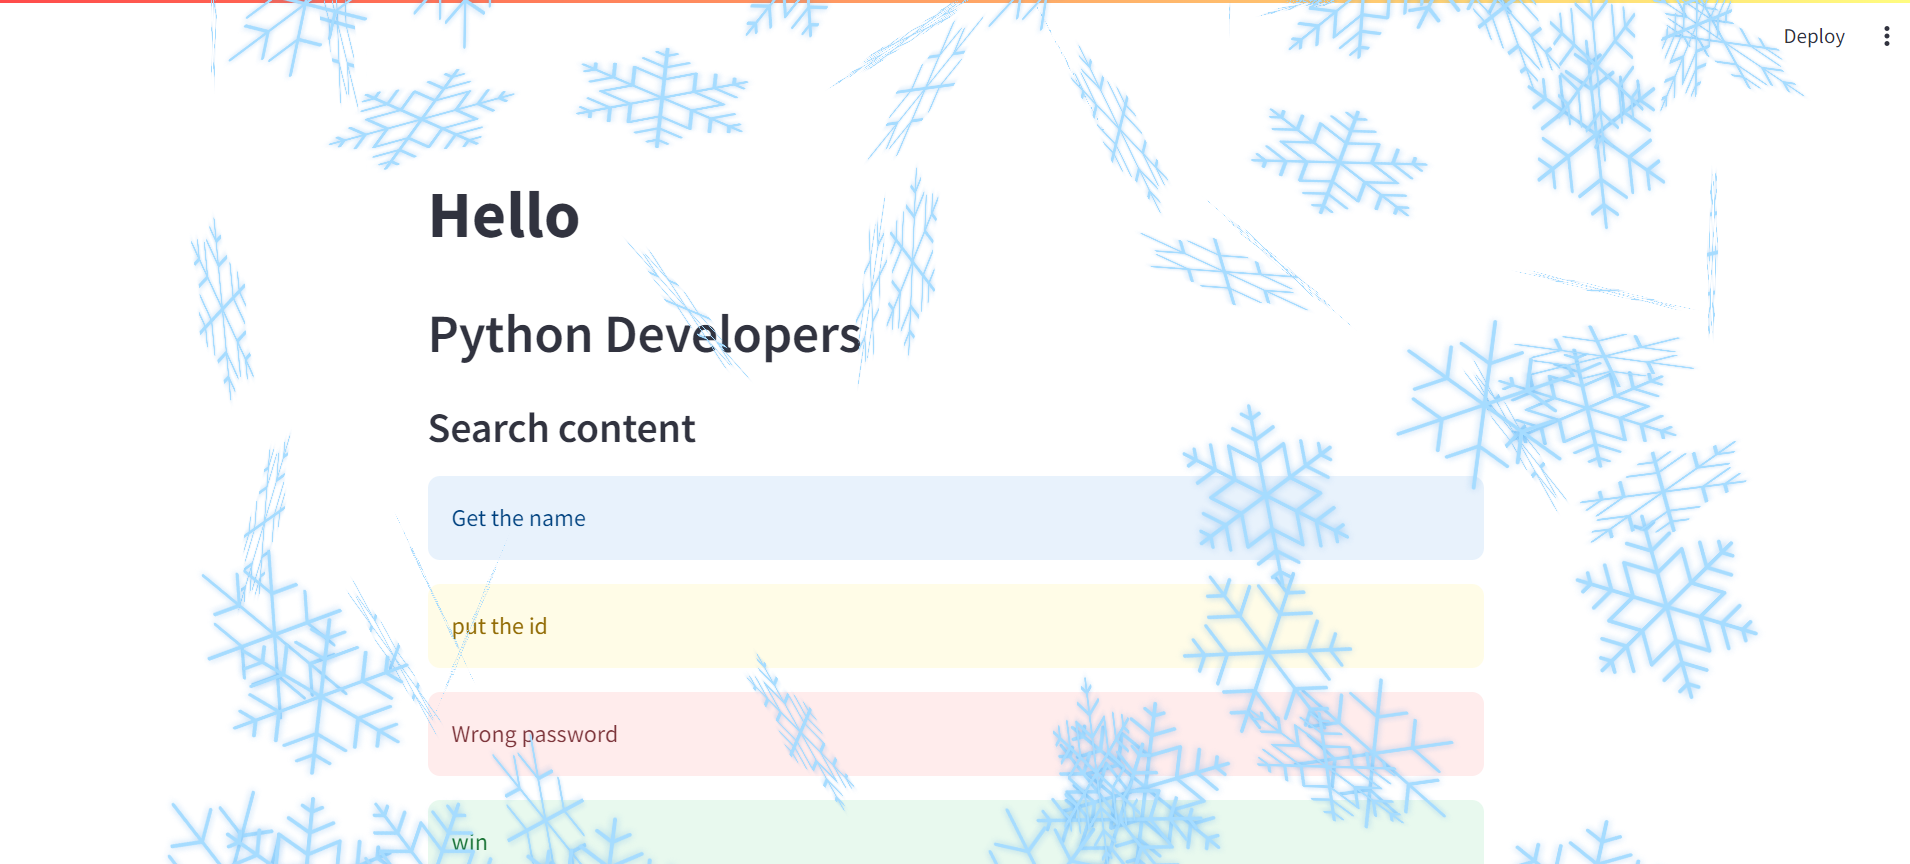 Deploy
Hello
Python Developers
Search content
Get the name
put the id
Wrong password
win